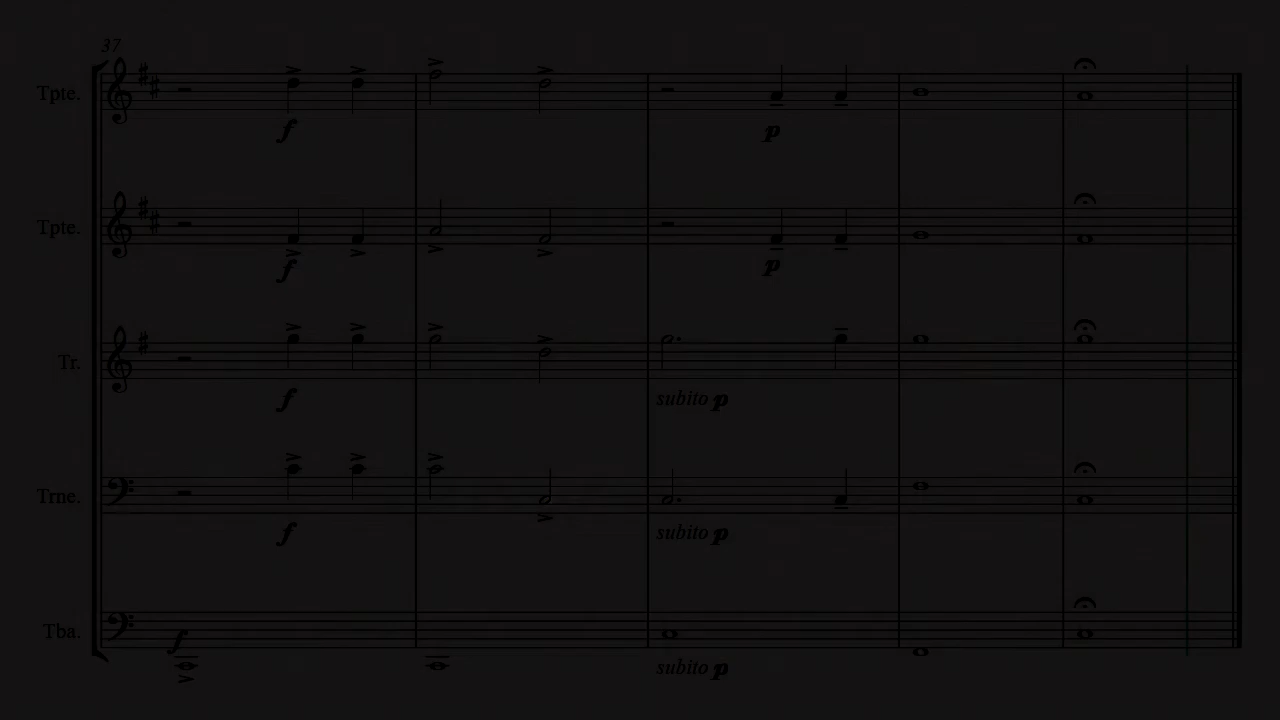 37
Tpte.
f
p
Tpte.
f
p
Tr.
f
subito p
Trne.
f
subito p
Tba.
f
subito p